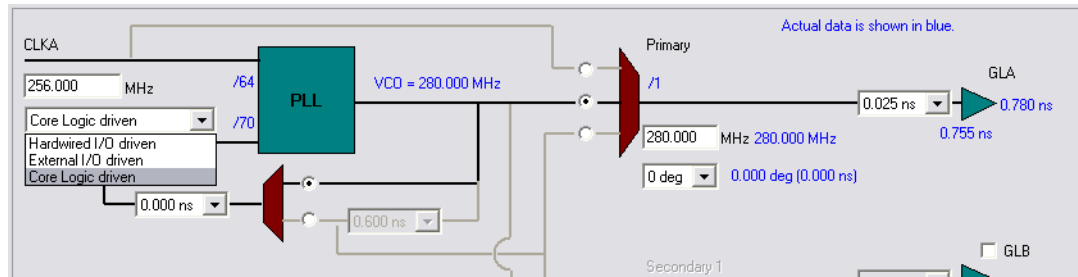 Actual data is shown in blue.
CLKA
Primary
GLA
256.000 MHz
/64
PLL
VCO = 280.000 MHz
/1
0.025 ns
0.780 ns
Core Logic driven
/70
280.000 MHz 280.000 MHz
0.755 ns
Hardwired I/O driven
External I/O driven
Core Logic driven
0 deg
0.000 deg (0.000 ns)
0.000 ns
0.600 ns
GLB
Secondary 1